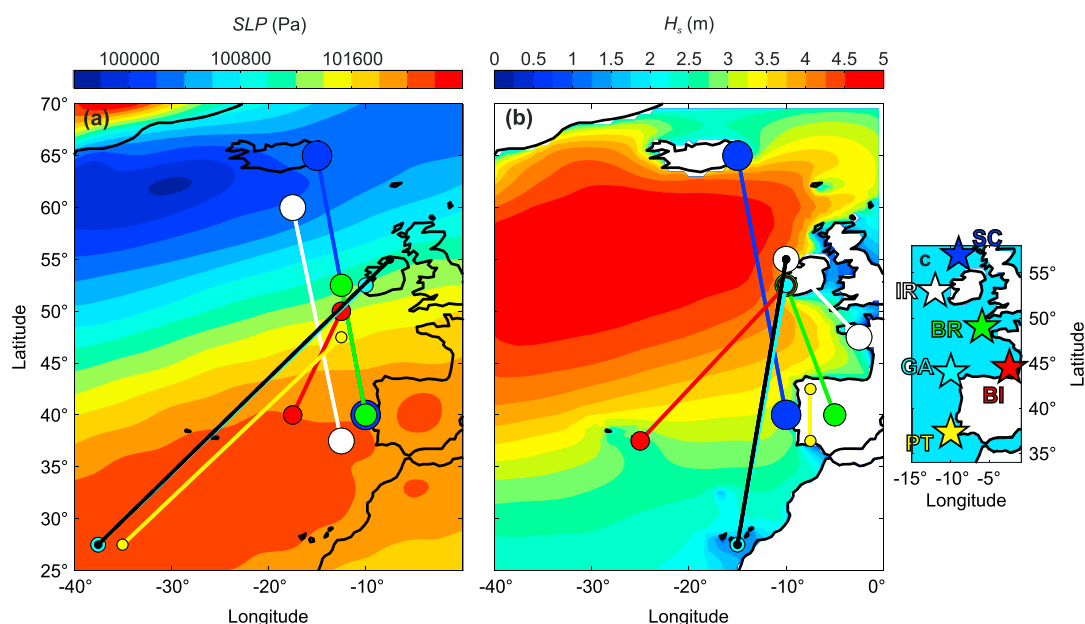 SLP (Pa)
100000 100800 101600
Hs (m)
0 0.5 1 1.5 2 2.5 3 3.5 4 4.5 5
(a)
70°
65°
60°
55°
50°
45°
40°
35°
30°
25°
Latitude
-40° -30° -20° -10°
Longitude
(b)
-40° -30° -20° -10° 0°
Longitude
c
SC
IR
BR
GA
BI
PT
55°
50°
45°
40°
35°
Latitude
-15° -10° -5°
Longitude